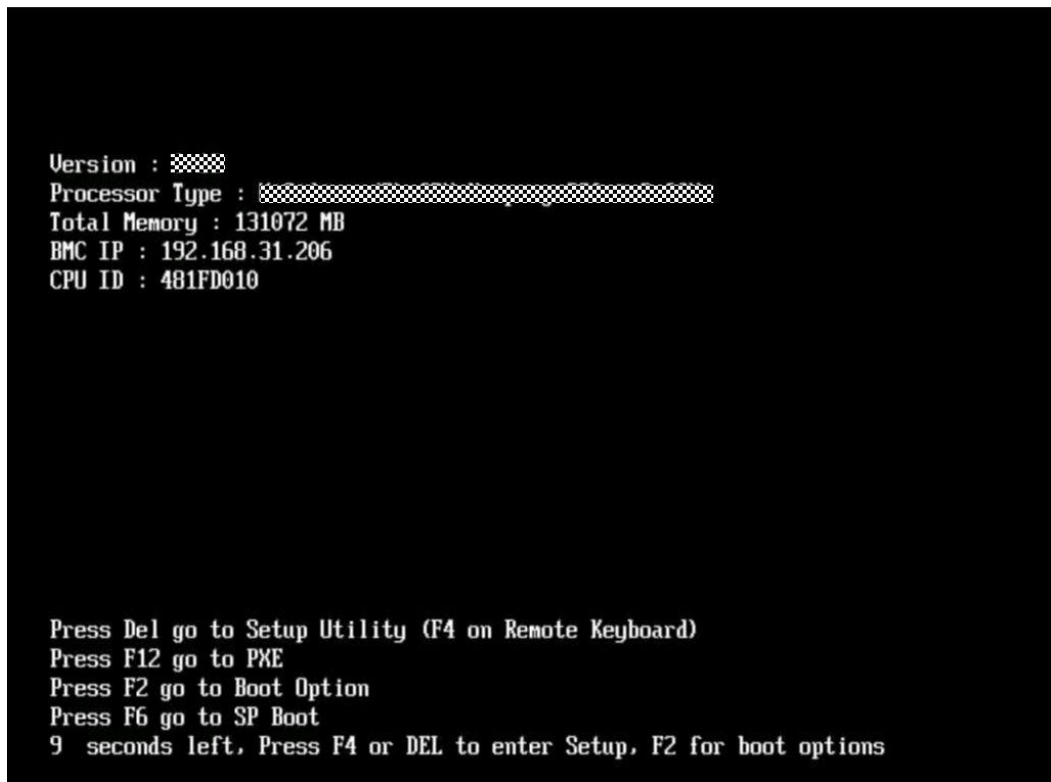 Version :
Processor Type :
Total Memory : 131072 MB
BMC IP : 192.168.31.206
CPU ID : 481FD010
Press Del go to Setup Utility (F4 on Remote Keyboard)
Press F12 go to PXE
Press F2 go to Boot Option
Press F6 go to SP Boot
9 seconds left, Press F4 or DEL to enter Setup, F2 for boot options